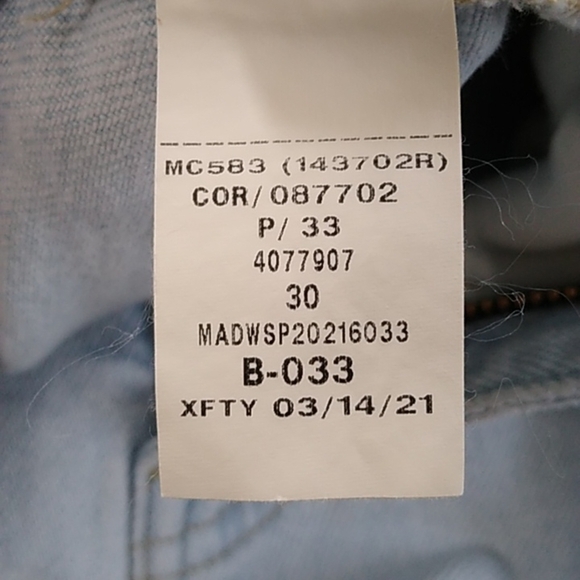 MC583 (143702R)
COR/087702
P/ 33
4077907
30
MADWSP20216033
B-033
XFTY 03/14/21